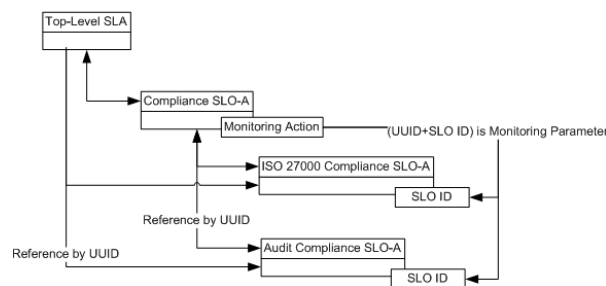 Top-Level SLA
Compliance SLO-A
Monitoring Action
(UUID+SLO ID) is Monitoring Parameter
ISO 27000 Compliance SLO-A
SLO ID
Reference by UUID
Audit Compliance SLO-A
Reference by UUID
SLO ID